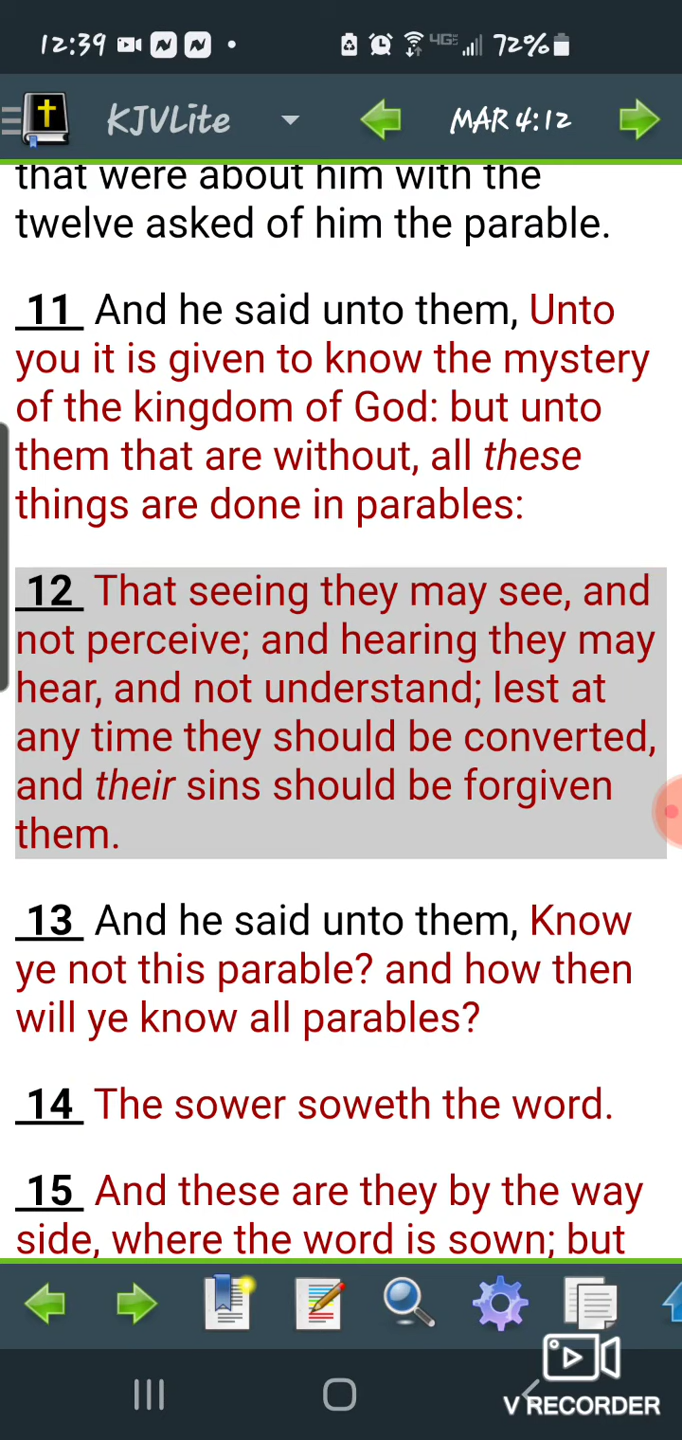 12:39 4GE 72%
KJVLite MAR 4:12
that were about him with the
twelve asked of him the parable.
11 And he said unto them, Unto
you it is given to know the mystery
of the kingdom of God: but unto
them that are without, all these
things are done in parables:
12 That seeing they may see, and
not perceive; and hearing they may
hear, and not understand; lest at
any time they should be converted,
and their sins should be forgiven
them.
13 And he said unto them, Know
ye not this parable? and how then
will ye know all parables?
14 The sower soweth the word.
15 And these are they by the way
side, where the word is sown; but
V RECORDER